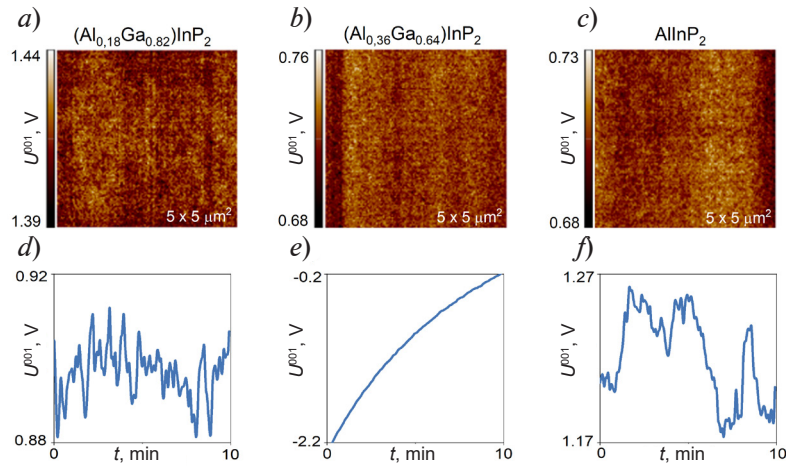 a)
(Al0,18Ga0.82)InP2
1.44
U001, V
1.39
5 x 5 μm2
b)
(Al0,36Ga0.64)InP2
0.76
U001, V
0.68
5 x 5 μm2
c)
AlInP2
0.73
U001, V
0.68
5 x 5 μm2
d)
0.92
U001, V
0.88
0 t, min 10
e)
-0.2
U001, V
-2.2
0 t, min 10
f)
1.27
U001, V
1.17
0 t, min 10